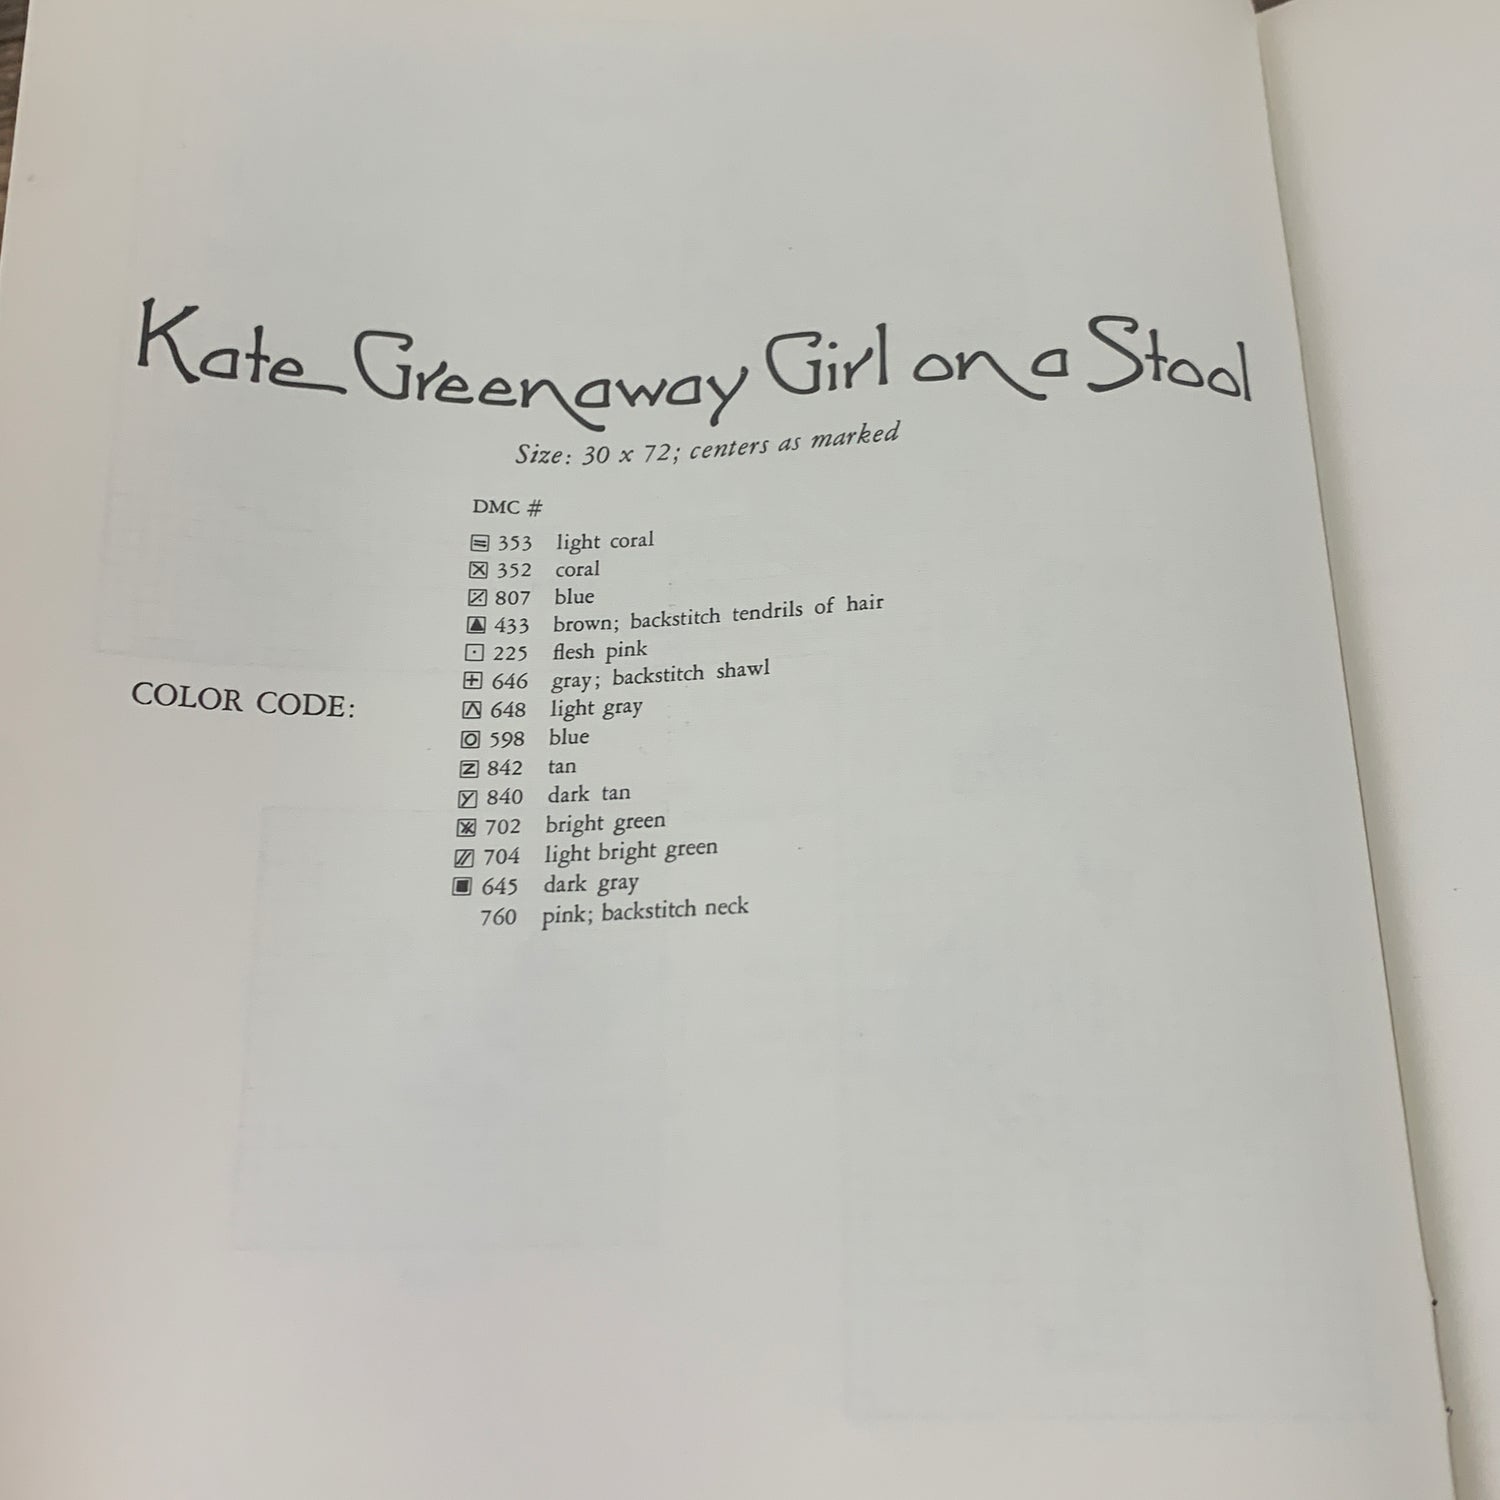 Kate Greenaway Girl on a Stool
Size: 30 x 72; centers as marked
DMC #
353 light coral
352 coral
807 blue
433 brown; backstitch tendrils of hair
225 flesh pink
646 gray; backstitch shawl
COLOR CODE:
648 light gray
598 blue
842 tan
840 dark tan
702 bright green
704 light bright green
645 dark gray
760 pink; backstitch neck